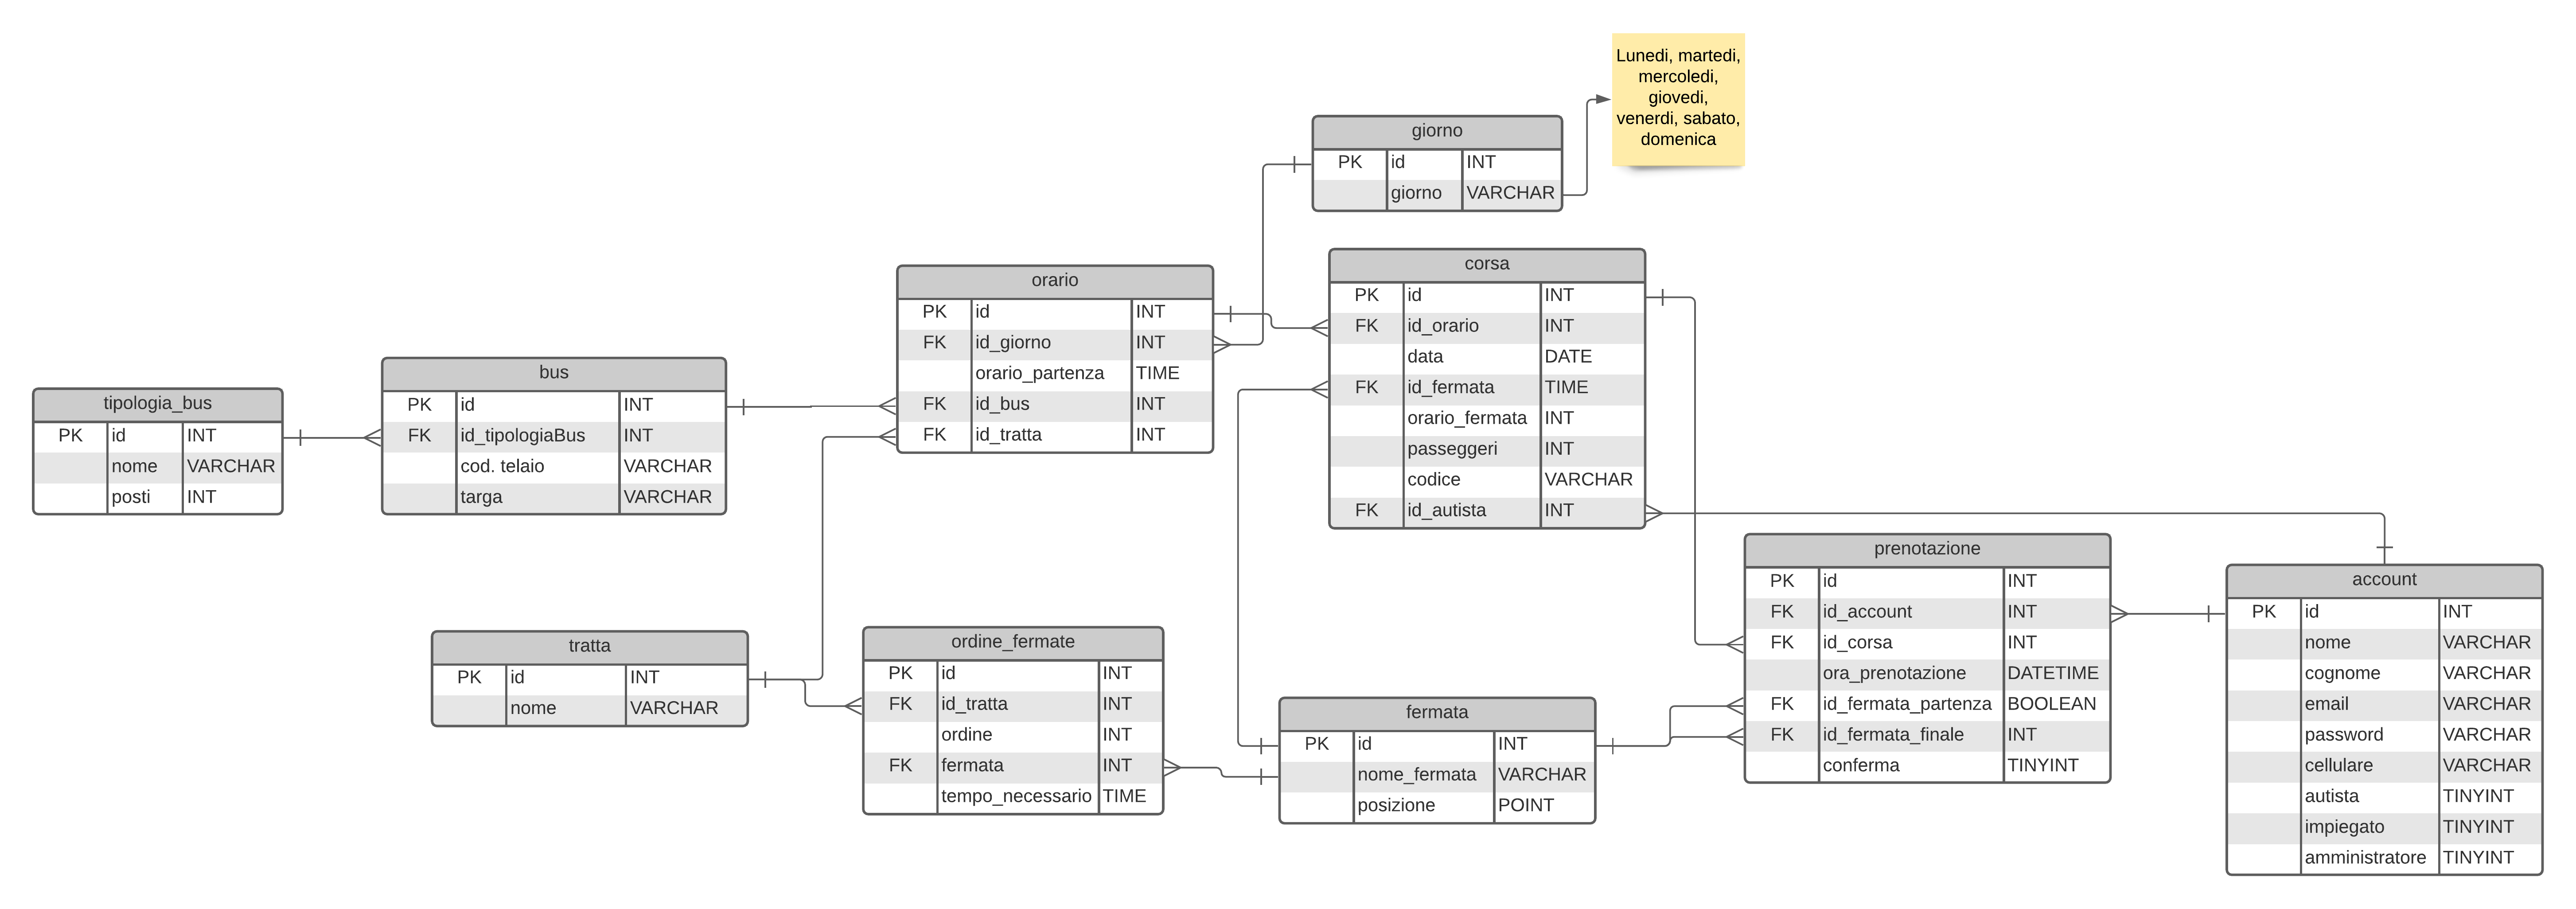 Lunedi, martedi,
mercoledi,
giovedi,
venerdi, sabato,
domenica
giorno
PK id INT
giorno VARCHAR
corsa
PK id INT
FK id_orario INT
data DATE
FK id_fermata TIME
orario_fermata INT
passeggeri INT
codice VARCHAR
FK id_autista INT
orario
PK id INT
FK id_giorno INT
orario_partenza TIME
FK id_bus INT
FK id_tratta INT
bus
PK id INT
FK id_tipologiaBus INT
cod. telaio VARCHAR
targa VARCHAR
tipologia_bus
PK id INT
nome VARCHAR
posti INT
tratta
PK id INT
nome VARCHAR
ordine_fermate
PK id INT
FK id_tratta INT
ordine INT
FK fermata INT
tempo_necessario TIME
fermata
PK id INT
nome_fermata VARCHAR
posizione POINT
prenotazione
PK id INT
FK id_account INT
FK id_corsa INT
ora_prenotazione DATETIME
FK id_fermata_partenza BOOLEAN
FK id_fermata_finale INT
conferma TINYINT
account
PK id INT
nome VARCHAR
cognome VARCHAR
email VARCHAR
password VARCHAR
cellulare VARCHAR
autista TINYINT
impiegato TINYINT
amministratore TINYINT